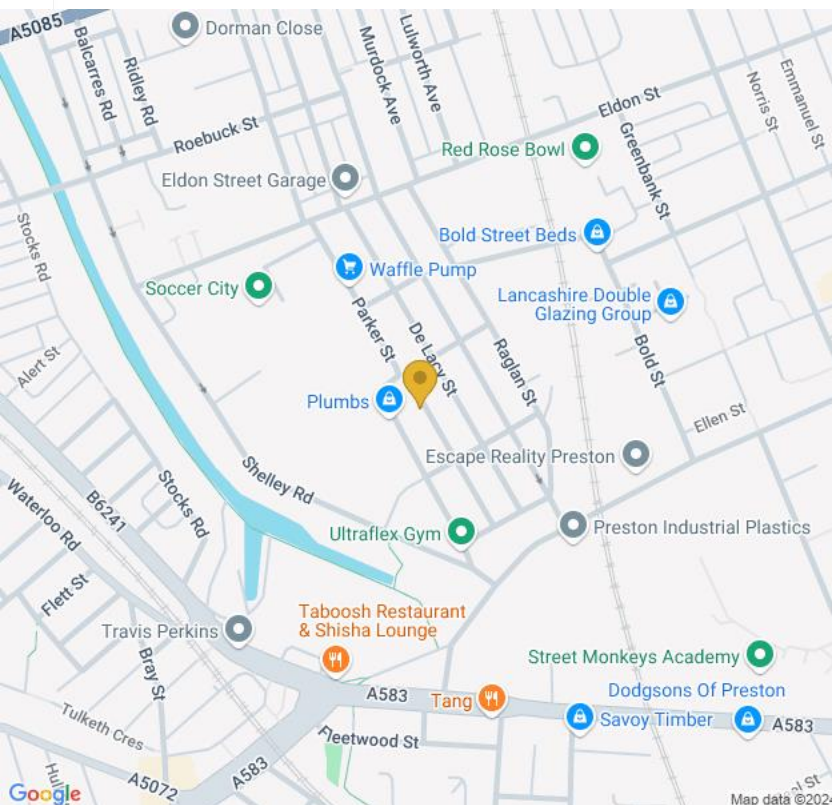 A5085
Dorman Close
Balcarres Rd
Ridley Rd
Murdock Ave
Lulworth Ave
Roebuck St
Eldon St
Norris St
Emmanuel St
Greenbank St
Red Rose Bowl
Eldon Street Garage
Stocks Rd
Bold Street Beds
Waffle Pump
Soccer City
Lancashire Double
Glazing Group
Parker St
De Lacy St
Raglan St
Bold St
Alert St
Plumbs
Ellen St
Escape Reality Preston
Shelley Rd
Stocks Rd
B6241
Waterloo Rd
Ultraflex Gym
Preston Industrial Plastics
Flett St
Taboosh Restaurant
& Shisha Lounge
Travis Perkins
Bray St
Street Monkeys Academy
A583
Tang
Dodgsons Of Preston
Savoy Timber
A583
Tulketh Cres
Fleetwood St
A583
A5072
Google
Map data ©2024